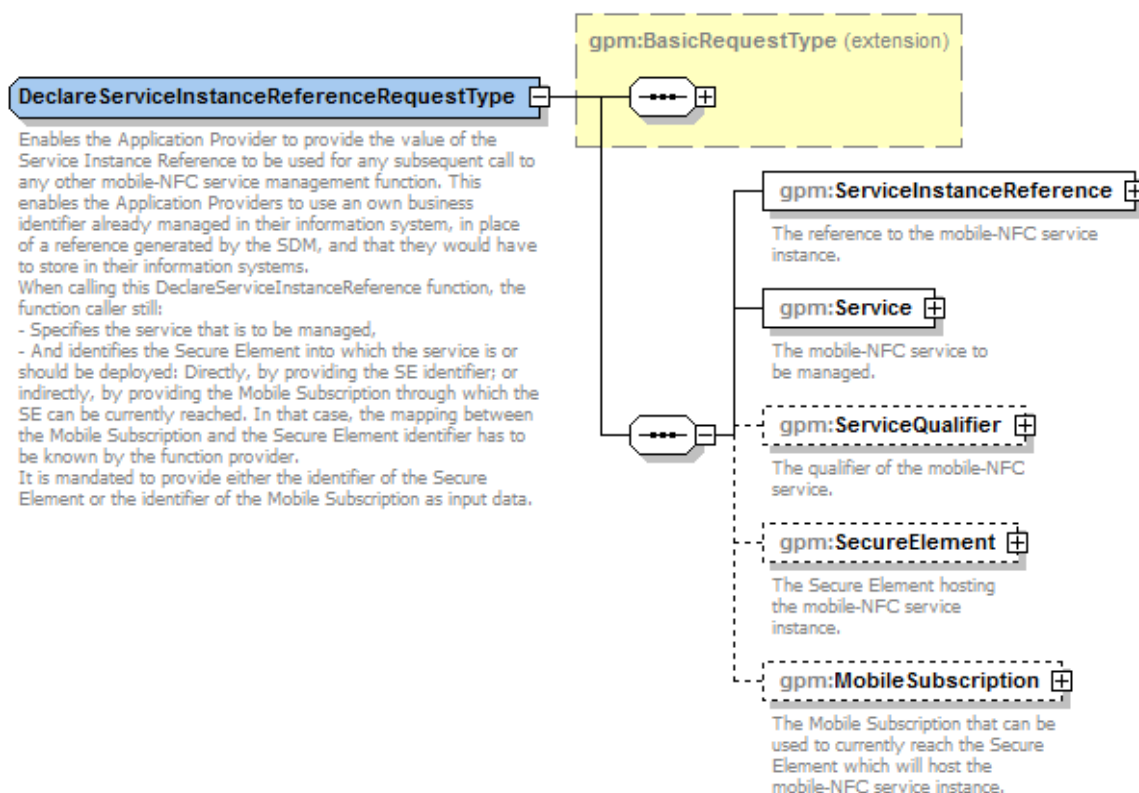 gpm:BasicRequestType (extension)
DeclareServiceInstanceReferenceRequestType
Enables the Application Provider to provide the value of the
Service Instance Reference to be used for any subsequent call to
any other mobile-NFC service management function. This
enables the Application Providers to use an own business
identifier already managed in their information system, in place
of a reference generated by the SDM, and that they would have
to store in their information systems.
When calling this DeclareServiceInstanceReference function, the
function caller still:
- Specifies the service that is to be managed,
- And identifies the Secure Element into which the service is or
should be deployed: Directly, by providing the SE identifier; or
indirectly, by providing the Mobile Subscription through which the
SE can be currently reached. In that case, the mapping between
the Mobile Subscription and the Secure Element identifier has to
be known by the function provider.
It is mandated to provide either the identifier of the Secure
Element or the identifier of the Mobile Subscription as input data.
gpm:ServiceInstanceReference
The reference to the mobile-NFC service
instance.
gpm:Service
The mobile-NFC service to
be managed.
gpm:ServiceQualifier
The qualifier of the mobile-NFC
service.
gpm:SecureElement
The Secure Element hosting
the mobile-NFC service
instance.
gpm:MobileSubscription
The Mobile Subscription that can be
used to currently reach the Secure
Element which will host the
mobile-NFC service instance.